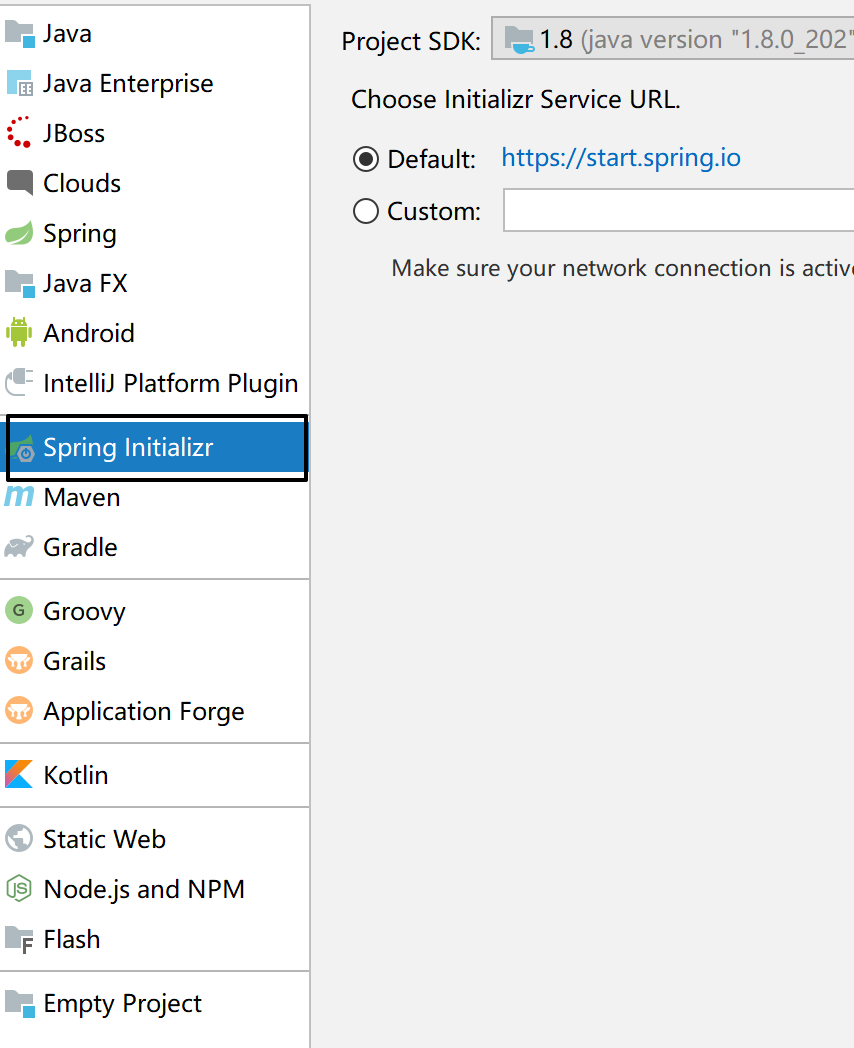 Java
Java Enterprise
JBoss
Clouds
Spring
Java FX
Android
IntelliJ Platform Plugin
Spring Initializr
Maven
Gradle
Groovy
Grails
Application Forge
Kotlin
Static Web
Node.js and NPM
Flash
Empty Project
Project SDK: 1.8 (java version "1.8.0_202"
Choose Initializr Service URL.
Default: https://start.spring.io
Custom:
Make sure your network connection is active